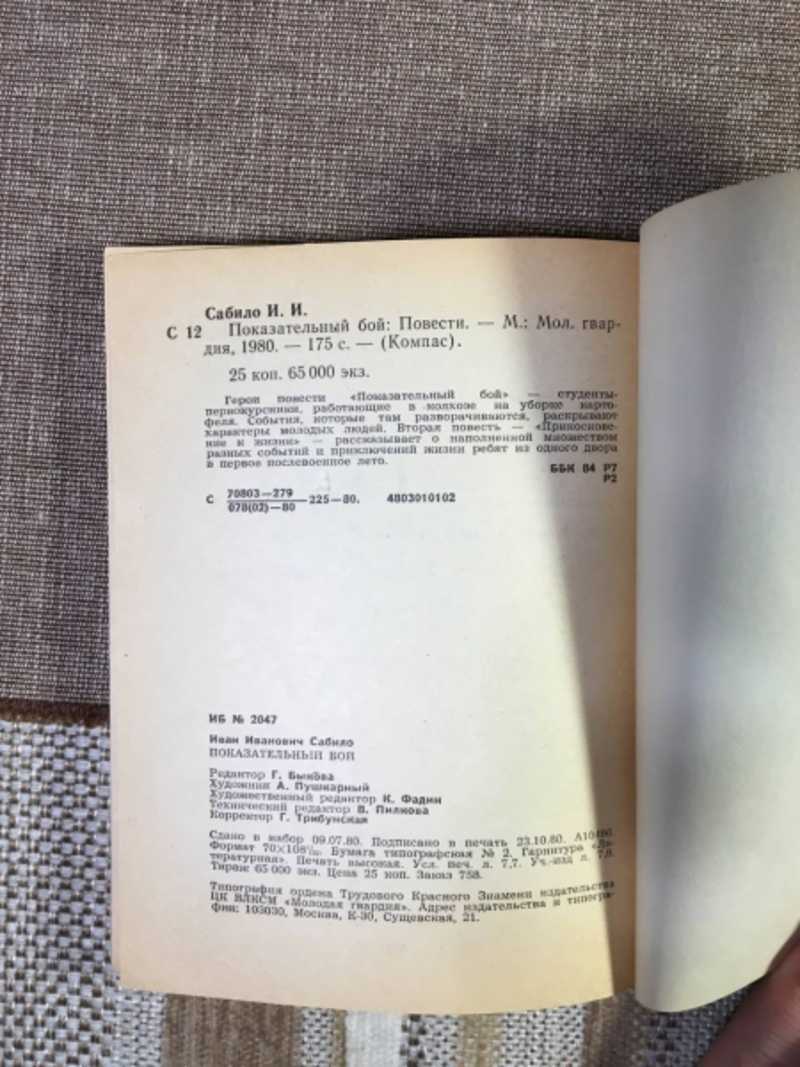 Сабило И. И.
С 12 Показательный бой: Повести. — М.: Мол. гвар-
дия, 1980. — 175 с. — (Компас).
25 коп. 65 000 экз.
Герои повести «Показательный бой» — студенты-
первокурсники, работающие в колхозе на уборке карто-
феля. События, которые там разворачиваются, раскрывают
характеры молодых людей. Вторая повесть — «Прикоснове-
ние к жизни» — рассказывает о наполненной множеством
разных событий и приключений жизни ребят из одного двора
в первое послевоенное лето.
ББК 84 Р7
Р2
С 70803—279
078(02)—80 225—80. 4803010102
ИБ № 2047
Иван Иванович Сабило
ПОКАЗАТЕЛЬНЫЙ БОЙ
Редактор Г. Быкова
Художник А. Пушкарный
Художественный редактор К. Фадин
Технический редактор В. Пилкова
Корректор Г. Трибунская
Сдано в набор 09.07.80. Подписано в печать 23.10.80.
Формат 70×108¹/₃₂. Бумага типографская № 2. Гарнитура «Ли-
тературная». Печать высокая. Усл. печ. л. 7,7. Уч.-изд л.
Тираж 65 000 экз. Цена 25 коп. Заказ 758.
Типография ордена Трудового Красного Знамени издательства
ЦК ВЛКСМ «Молодая гвардия». Адрес издательства и типогра-
фии: 103030, Москва, К-30, Сущевская, 21.